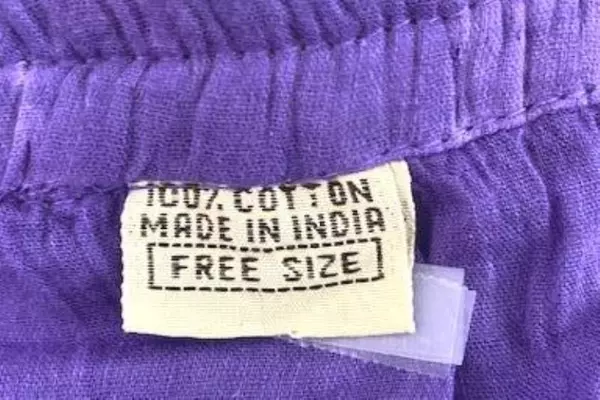 100% COTTON
MADE IN INDIA
FREE SIZE